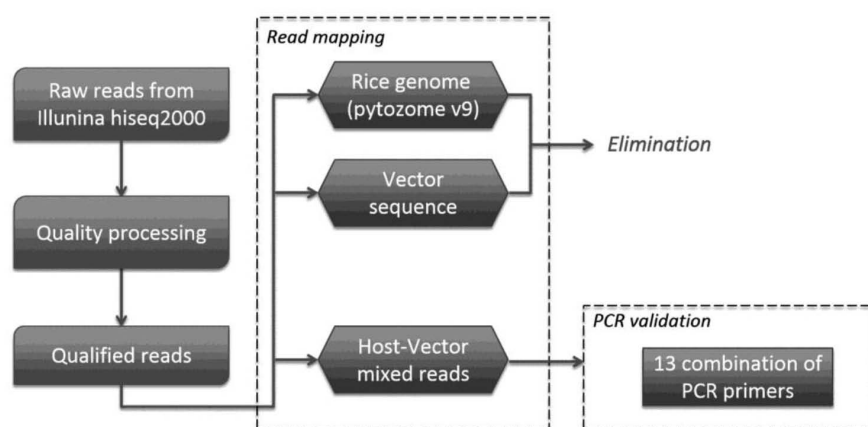 Read mapping
Raw reads from
Illunina hiseq2000
Quality processing
Qualified reads
Rice genome
(pytozome v9)
Vector
sequence
Host-Vector
mixed reads
Elimination
PCR validation
13 combination of
PCR primers